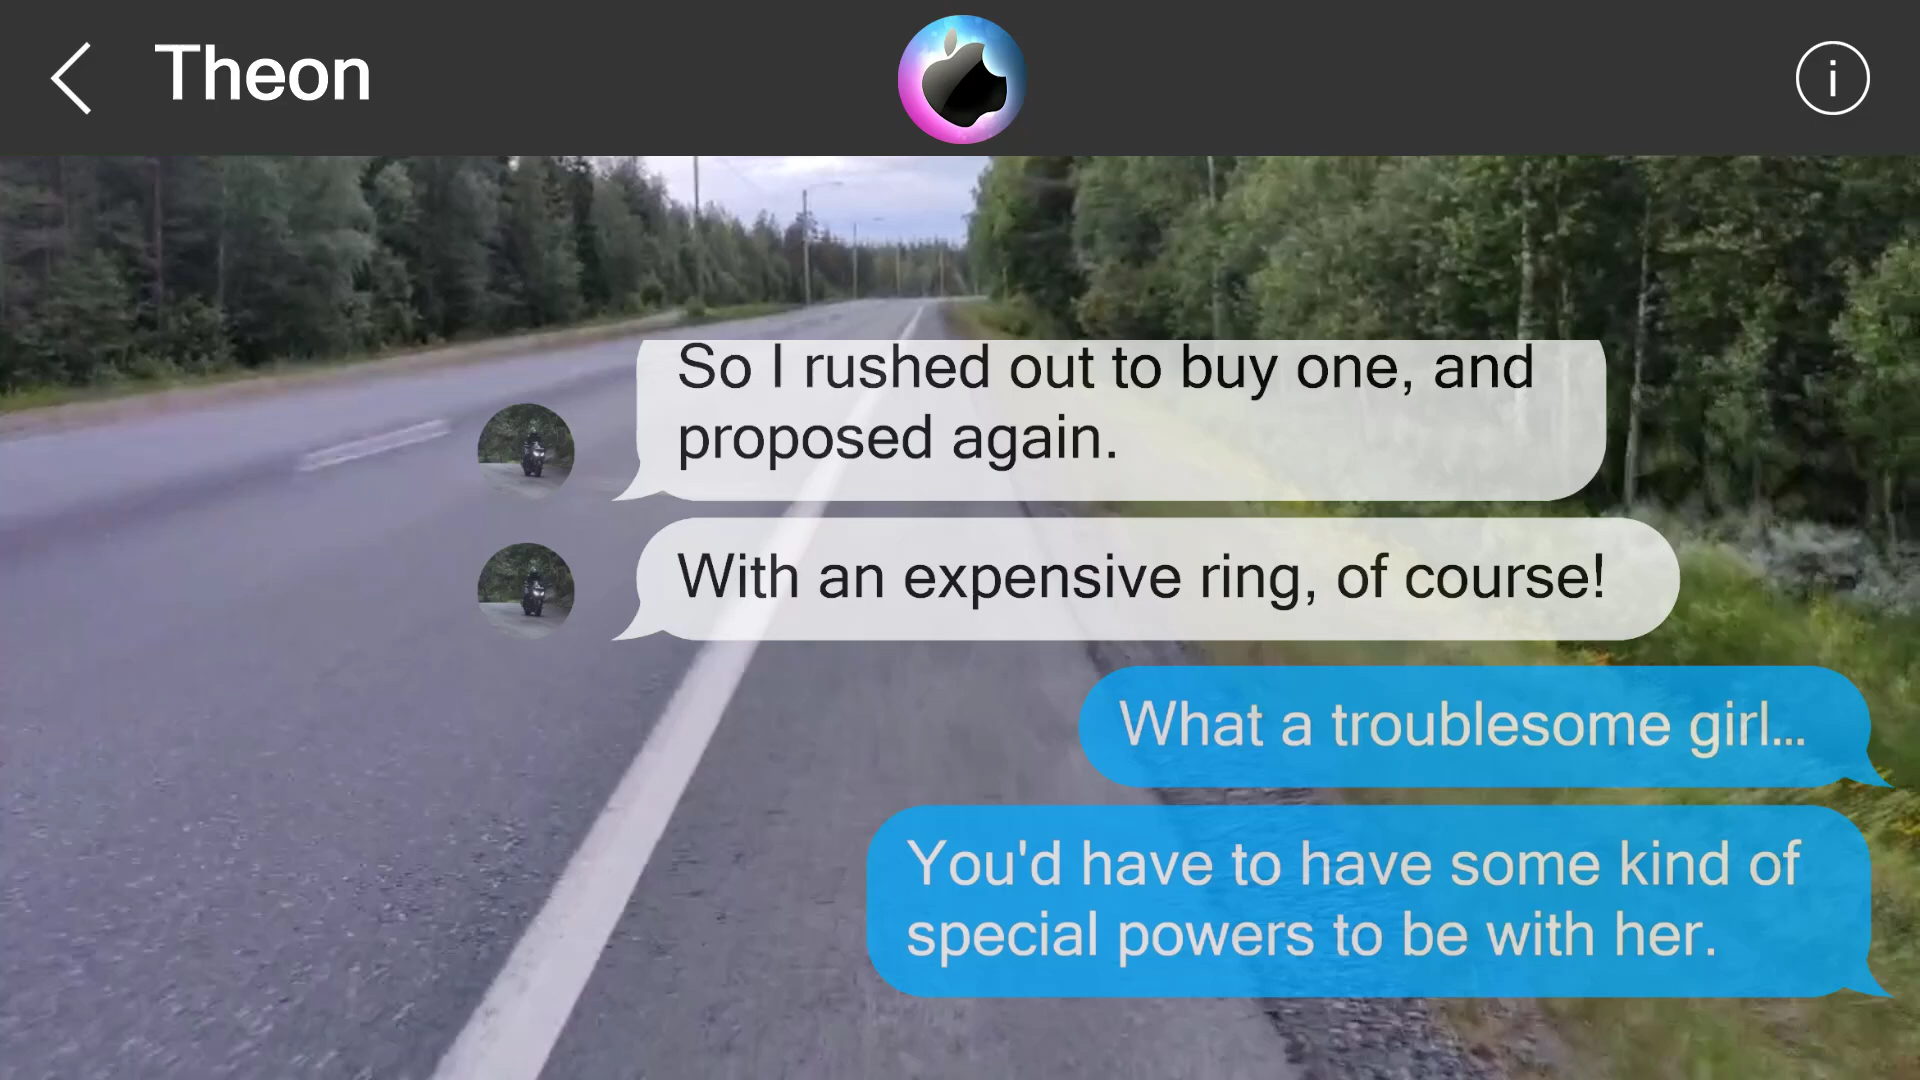 Theon
i
So I rushed out to buy one, and
proposed again.
With an expensive ring, of course!
What a troublesome girl...
You'd have to have some kind of
special powers to be with her.